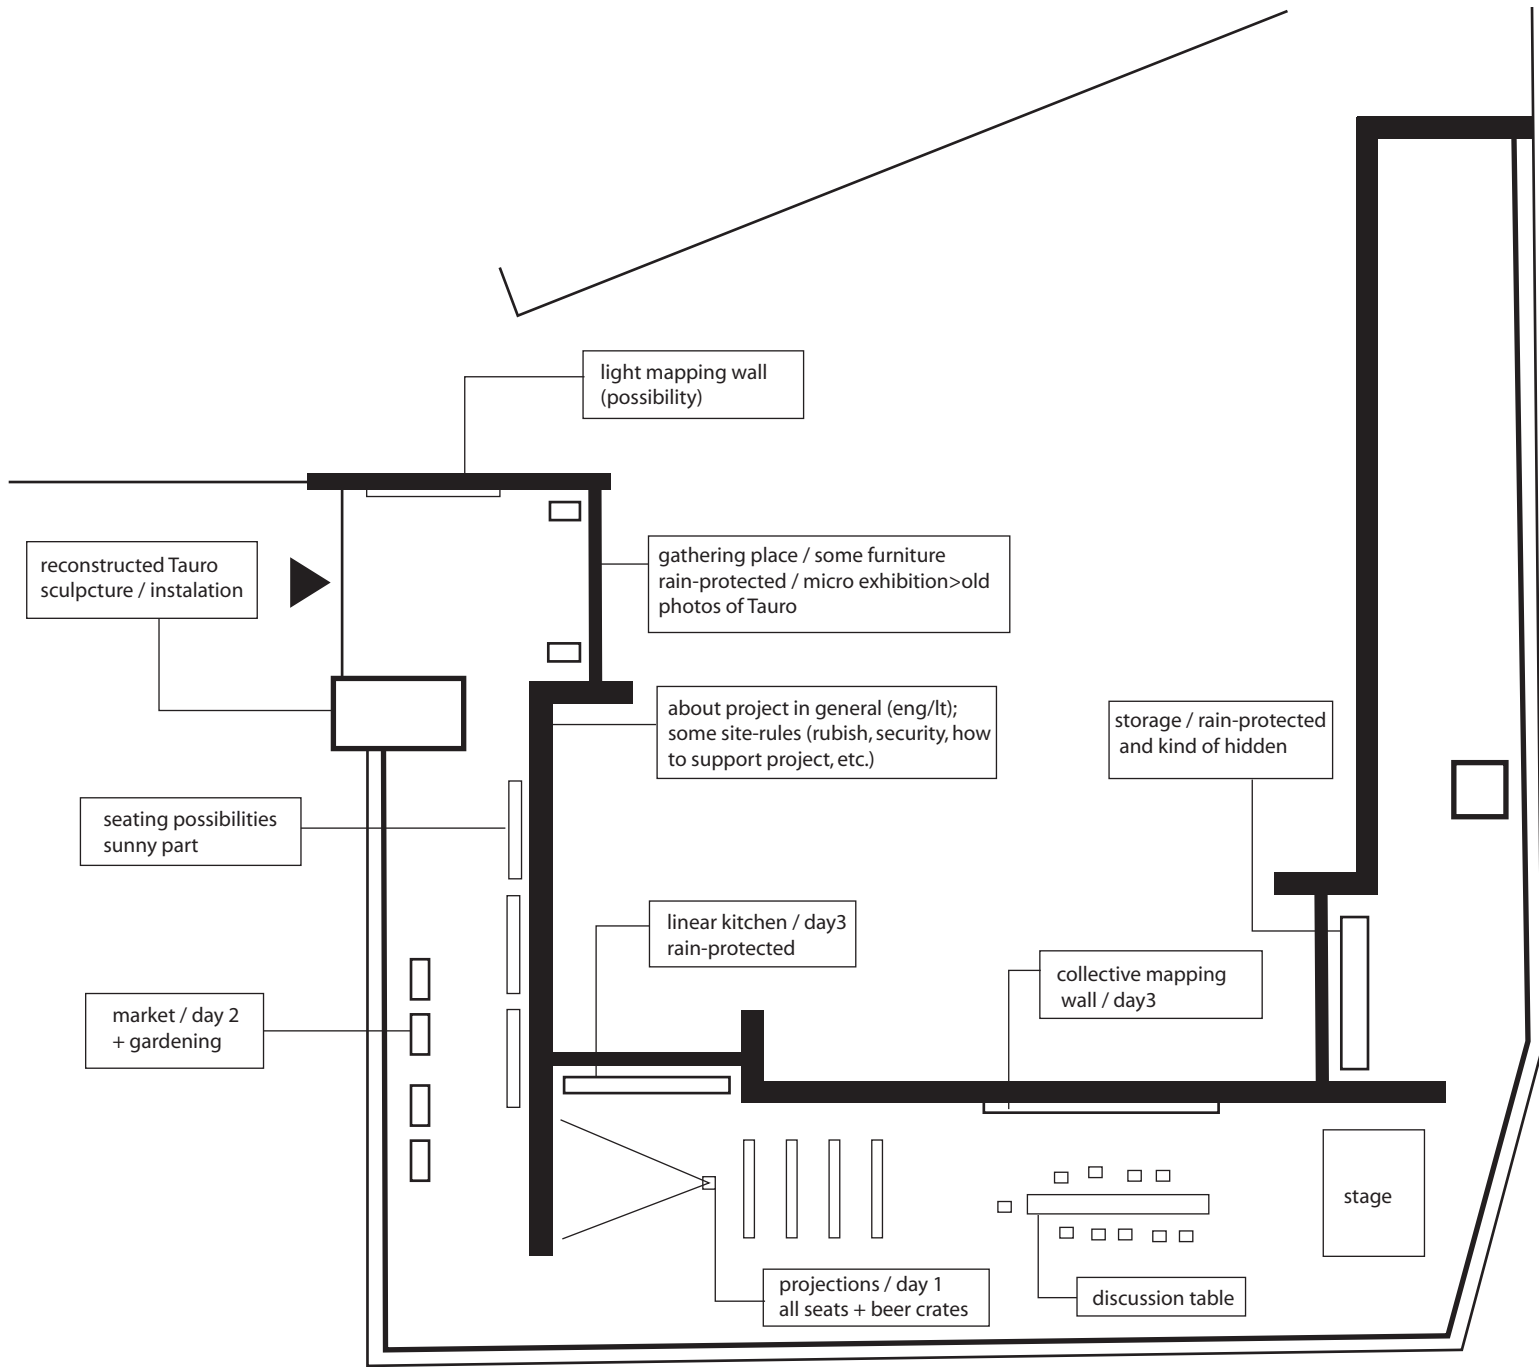 light mapping wall
(possibility)
reconstructed Tauro
sculpcture / instalation
gathering place / some furniture
rain-protected / micro exhibition>old
photos of Tauro
about project in general (eng/lt);
some site-rules (rubish, security, how
to support project, etc.)
storage / rain-protected
and kind of hidden
seating possibilities
sunny part
linear kitchen / day3
rain-protected
collective mapping
wall / day3
market / day 2
+ gardening
stage
projections / day 1
all seats + beer crates
discussion table